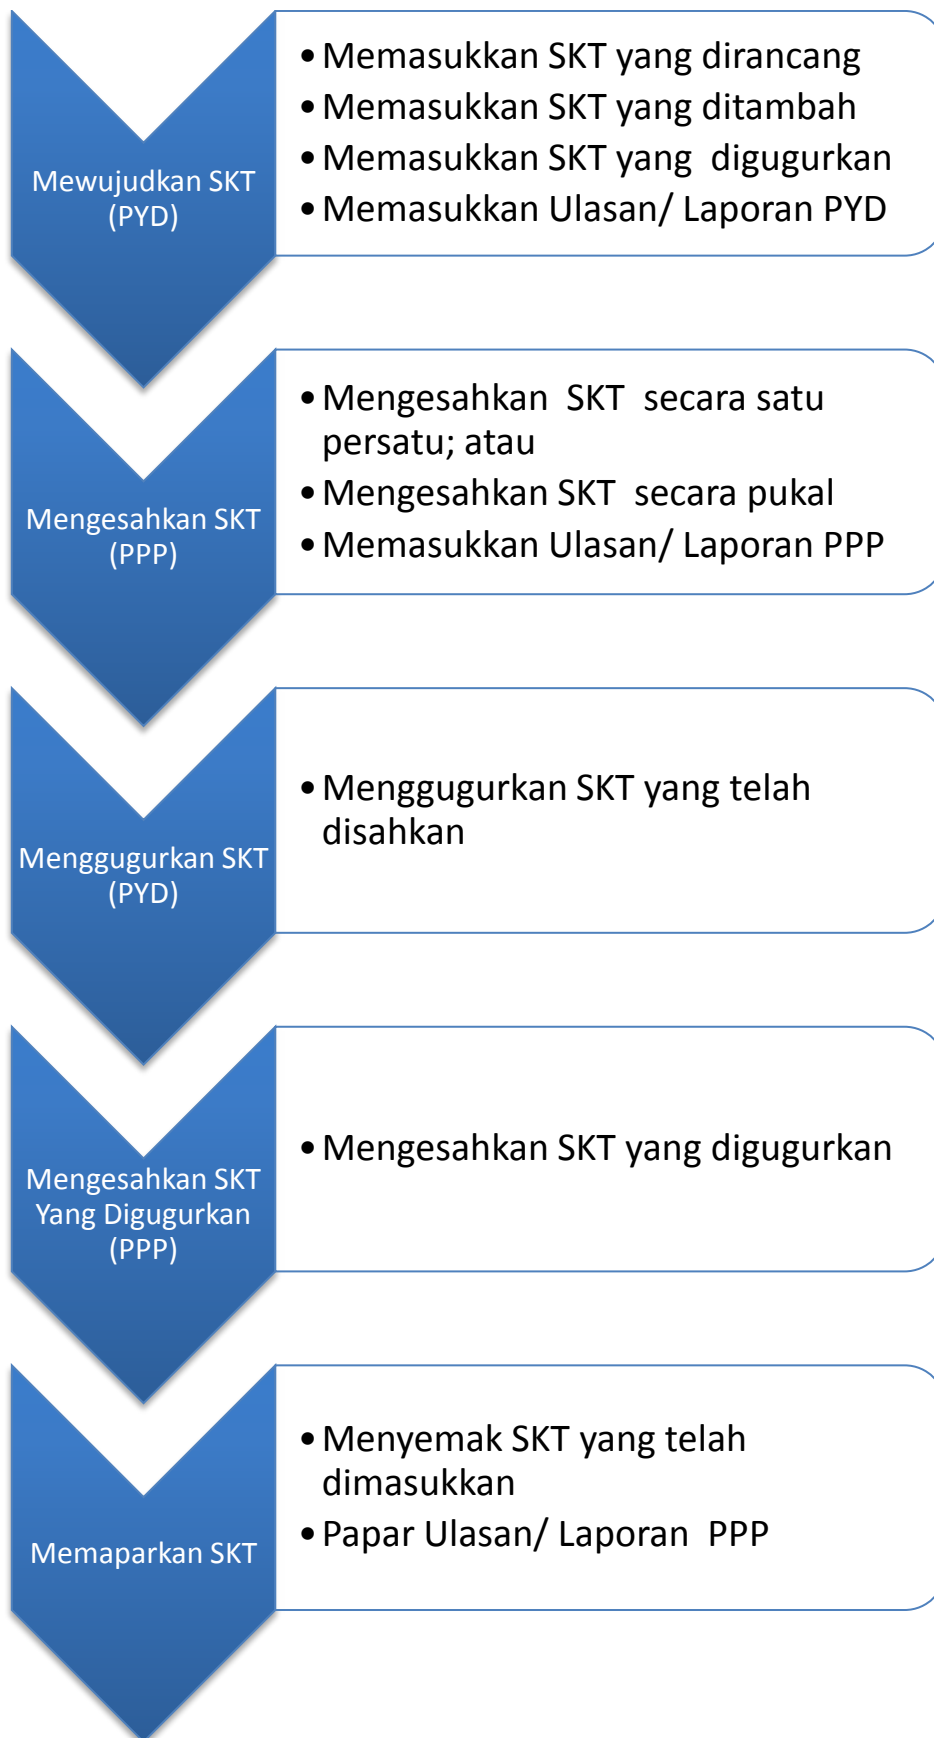 Mewujudkan SKT
(PYD)
• Memasukkan SKT yang dirancang
• Memasukkan SKT yang ditambah
• Memasukkan SKT yang digugurkan
• Memasukkan Ulasan/ Laporan PYD
Mengesahkan SKT
(PPP)
• Mengesahkan SKT secara satu
persatu; atau
• Mengesahkan SKT secara pukal
• Memasukkan Ulasan/ Laporan PPP
Menggugurkan SKT
(PYD)
• Menggugurkan SKT yang telah
disahkan
Mengesahkan SKT
Yang Digugurkan
(PPP)
• Mengesahkan SKT yang digugurkan
Memaparkan SKT
• Menyemak SKT yang telah
dimasukkan
• Papar Ulasan/ Laporan PPP